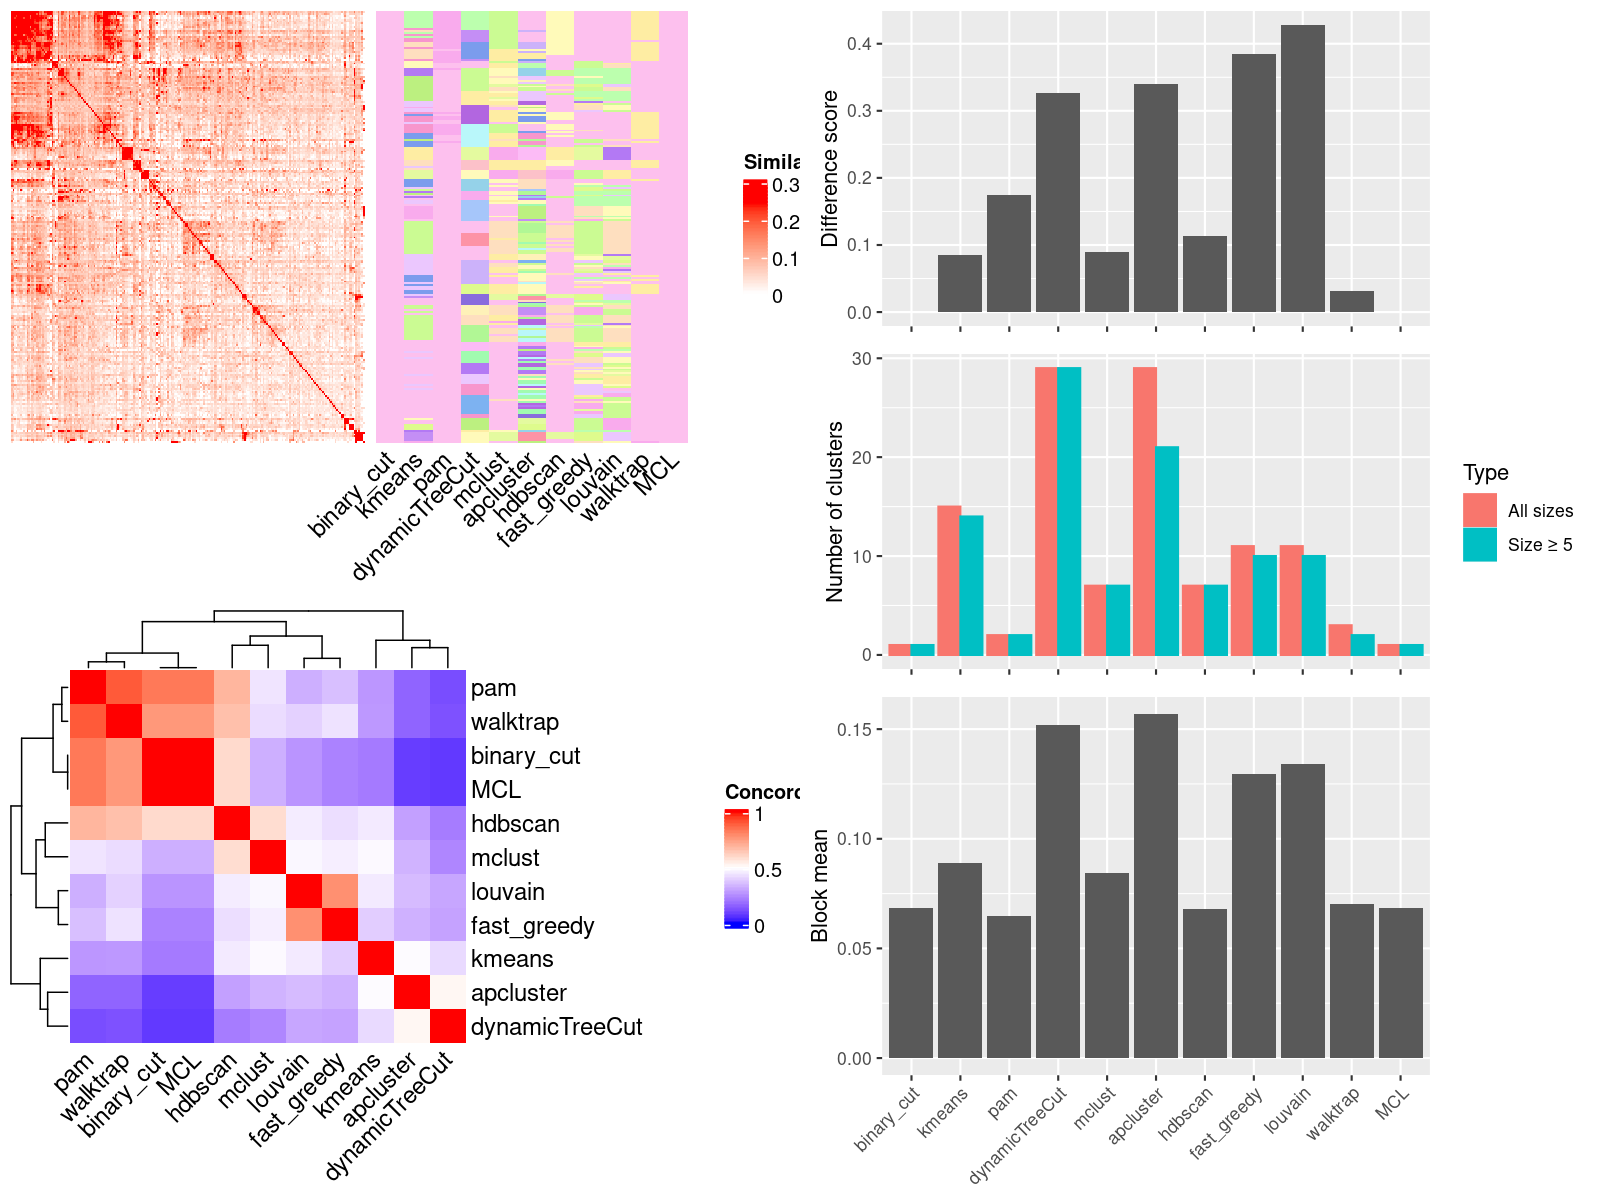 Simila
0.3
0.2
0.1
0
binary_cut
kmeans
pam
dynamicTreeCut
mclust
apcluster
hdbscan
fast_greedy
louvain
walktrap
MCL
pam
walktrap
binary_cut
MCL
hdbscan
mclust
louvain
fast_greedy
kmeans
apcluster
dynamicTreeCut
pam
walktrap
binary_cut
MCL
hdbscan
mclust
louvain
fast_greedy
kmeans
apcluster
dynamicTreeCut
Concord
1
0.5
0
Difference score
0.4
0.3
0.2
0.1
0.0
Number of clusters
30
20
10
0
Type
All sizes
Size ≥ 5
Block mean
0.15
0.10
0.05
0.00
binary_cut
kmeans
pam
dynamicTreeCut
mclust
apcluster
hdbscan
fast_greedy
louvain
walktrap
MCL